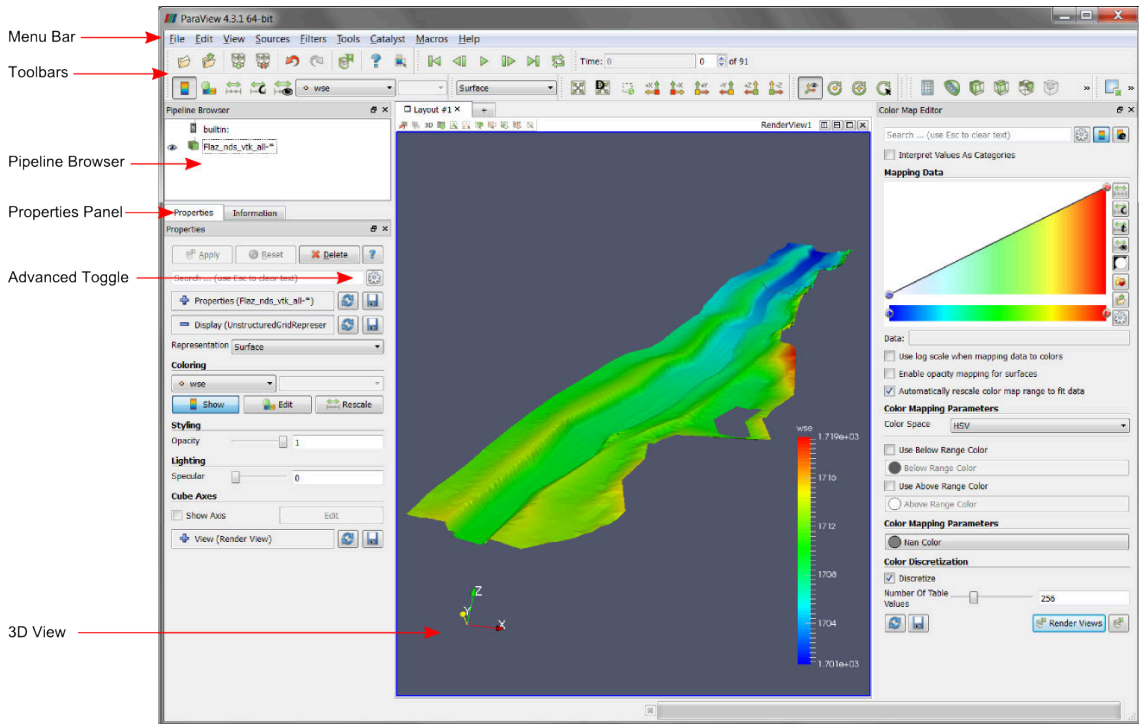 ParaView 4.3.1 64-bit
Menu Bar
File Edit View Sources Filters Tools Catalyst Macros Help
Toolbars
Time: 0 0 of 91
wse Surface
Pipeline Browser
Layout #1
Color Map Editor
3D
RenderView1
builtin:
Flaz_nds_vtk_all-*
Pipeline Browser
Search ... (use Esc to clear text)
Interpret Values As Categories
Mapping Data
Properties Panel
Properties Information
Properties
Apply Reset Delete ?
Advanced Toggle
Search ... (use Esc to clear text)
Properties (Flaz_nds_vtk_all-*)
Display (UnstructuredGridRepreser
Representation Surface
Coloring
wse
Show Edit Rescale
Styling
Opacity 1
Lighting
Specular 0
Cube Axes
Show Axis Edit
View (Render View)
3D View
wse
1.719e+03
1716
1712
1708
1704
1.701e+03
Z
Y
X
Data:
Use log scale when mapping data to colors
Enable opacity mapping for surfaces
Automatically rescale color map range to fit data
Color Mapping Parameters
Color Space HSV
Use Below Range Color
Below Range Color
Use Above Range Color
Above Range Color
Color Mapping Parameters
Nan Color
Color Discretization
Discretize
Number Of Table
Values
256
Render Views